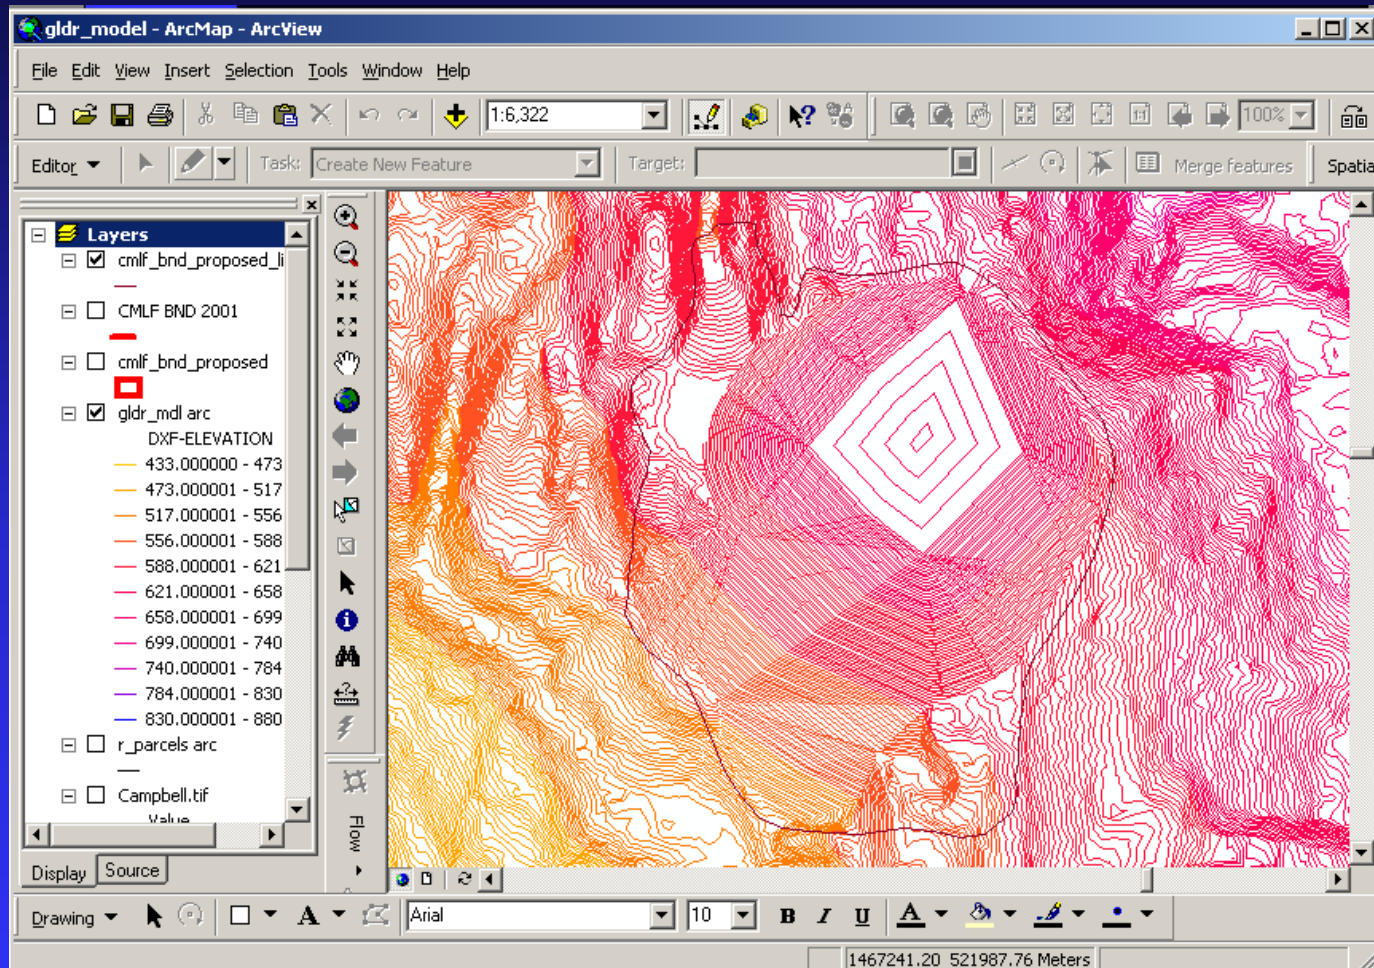 gldr_model - ArcMap - ArcView
File Edit View Insert Selection Tools Window Help
1:6,322
100%
Editor Task: Create New Feature Target: Merge features Spatia
Layers
cmlf_bnd_proposed_li
CMLF BND 2001
cmlf_bnd_proposed
gldr_mdl arc
DXF-ELEVATION
433.000000 - 473
473.000001 - 517
517.000001 - 556
556.000001 - 588
588.000001 - 621
621.000001 - 658
658.000001 - 699
699.000001 - 740
740.000001 - 784
784.000001 - 830
830.000001 - 880
r_parcels arc
Campbell.tif
Value
Flow
Display Source
Drawing A Arial 10 B I U A
1467241.20 521987.76 Meters